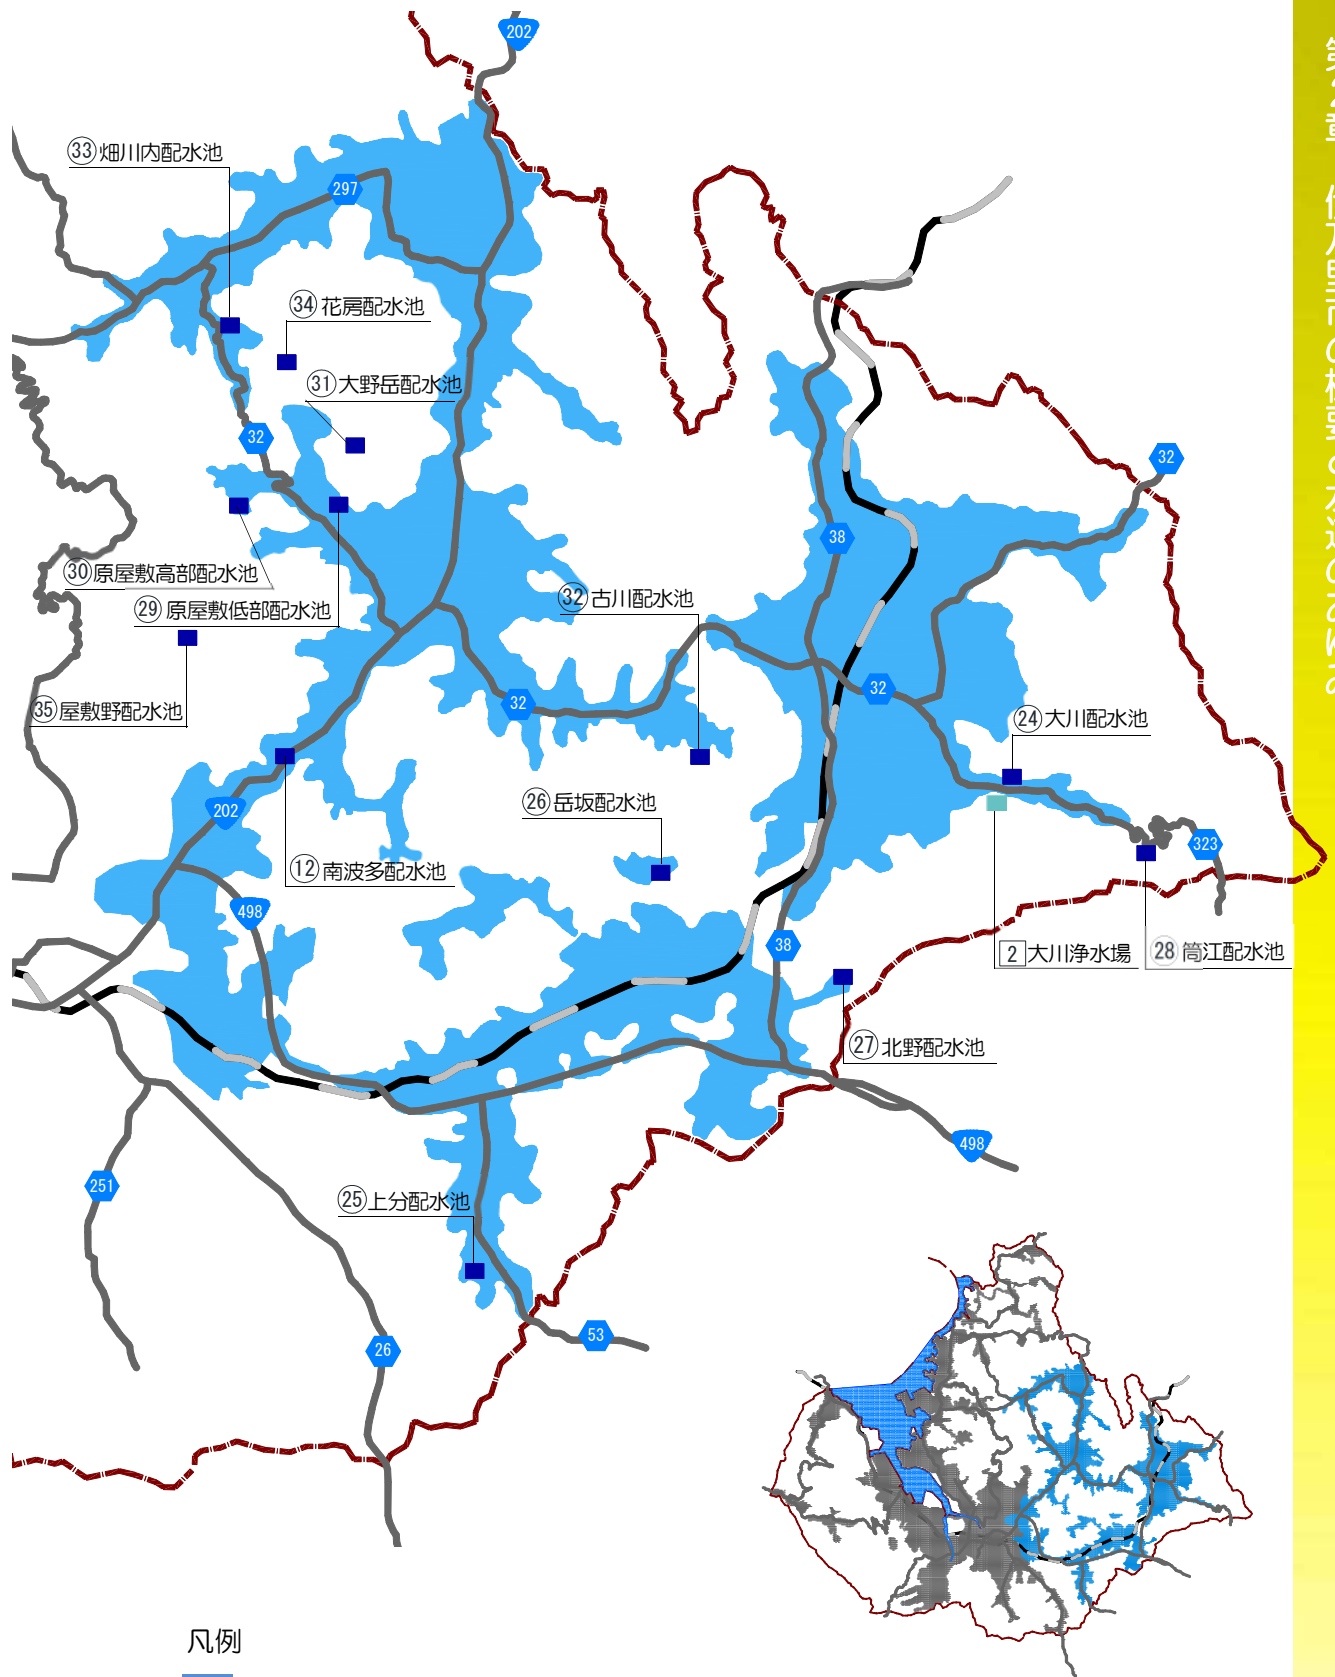 202
㉝畑川内配水池
297
㉞花房配水池
㉛大野岳配水池
32
32
38
㉚原屋敷高部配水池
㉙原屋敷低部配水池
㉜古川配水池
㉟屋敷野配水池
32
32
㉔大川配水池
202
㉖岳坂配水池
323
⑫南波多配水池
498
38
2 大川浄水場
㉘筒江配水池
㉗北野配水池
498
251
㉕上分配水池
53
26
凡例